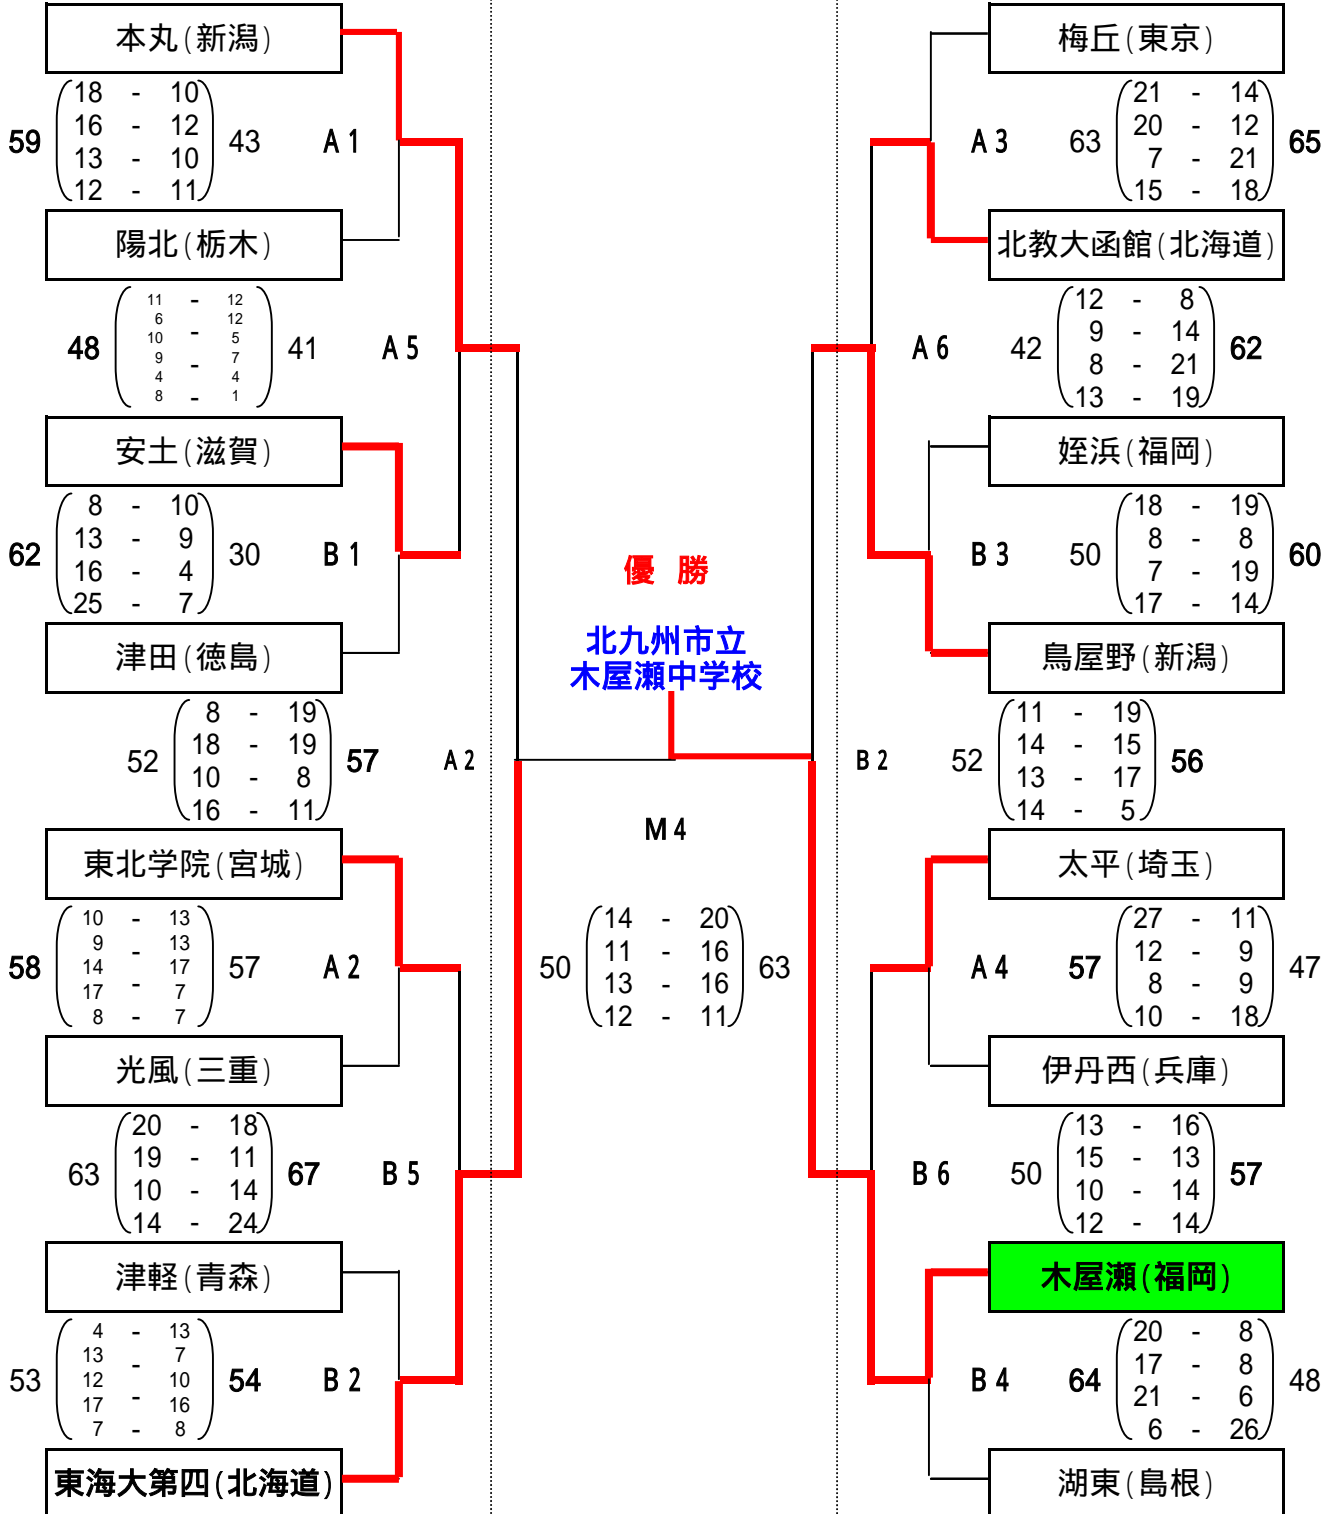 本丸(新潟)
18 - 10
59 16 - 12 43 A1
13 - 10
12 - 11
陽北(栃木)
11 - 12
6 12
48 10 - 5 41 A5
9 7
4 - 4
8 - 1
安土(滋賀)
8 - 10
62 13 - 9 30 B1
16 - 4
25 - 7
津田(徳島)
8 - 19
52 18 - 19 57 A2
10 - 8
16 - 11
東北学院(宮城)
10 - 13
9 13
58 14 - 17 57 A2
17 - 7
8 - 7
光風(三重)
20 - 18
63 19 - 11 67 B5
10 - 14
14 - 24
津軽(青森)
4 - 13
13 7
53 12 - 10 54 B2
17 - 16
7 - 8
東海大第四(北海道)
優 勝
北九州市立
木屋瀬中学校
M4
14 - 20
50 11 - 16 63
13 - 16
12 - 11
梅丘(東京)
21 - 14
A3 63 20 - 12 65
7 - 21
15 - 18
北教大函館(北海道)
12 - 8
A6 42 9 - 14 62
8 - 21
13 - 19
姪浜(福岡)
18 - 19
B3 50 8 - 8 60
7 - 19
17 - 14
鳥屋野(新潟)
11 - 19
B2 52 14 - 15 56
13 - 17
14 - 5
太平(埼玉)
27 - 11
A4 57 12 - 9 47
8 - 9
10 - 18
伊丹西(兵庫)
13 - 16
B6 50 15 - 13 57
10 - 14
12 - 14
木屋瀬(福岡)
20 - 8
B4 64 17 - 8 48
21 - 6
6 - 26
湖東(島根)